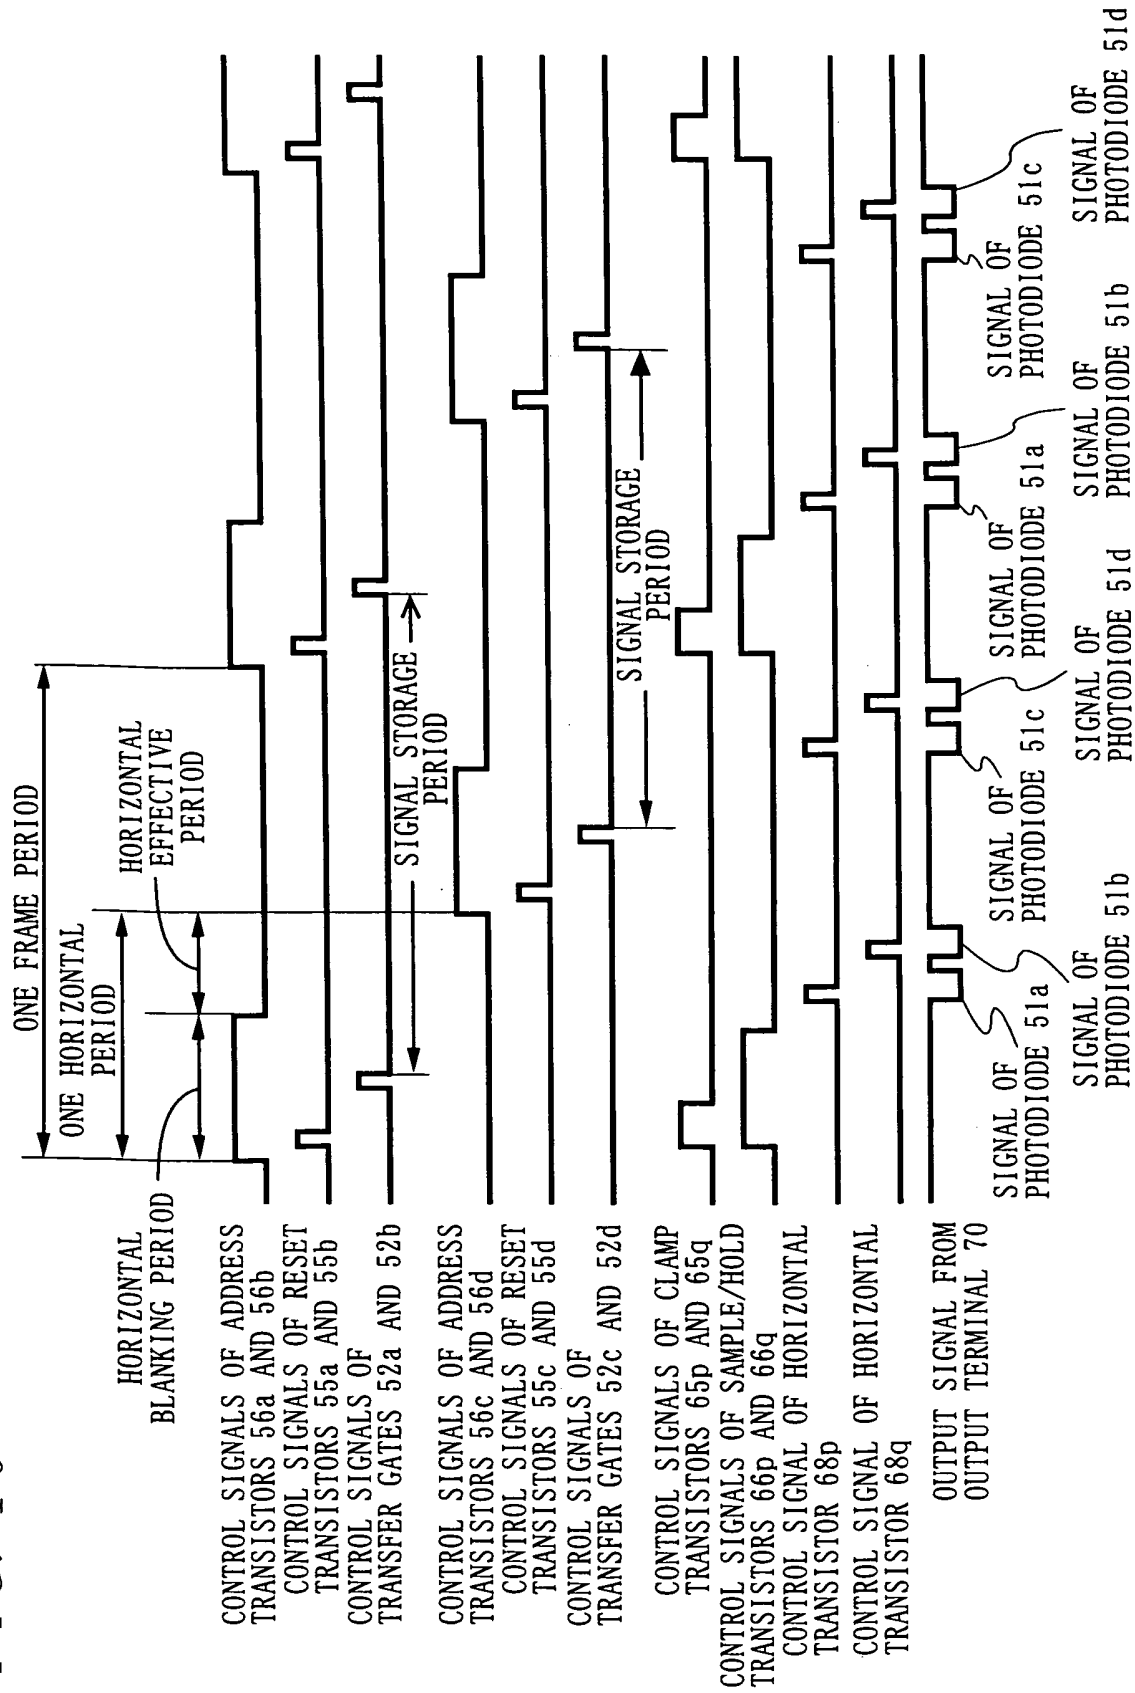 ONE FRAME PERIOD
ONE HORIZONTAL
PERIOD
HORIZONTAL
EFFECTIVE
PERIOD
HORIZONTAL
BLANKING PERIOD
CONTROL SIGNALS OF ADDRESS
TRANSISTORS 56a AND 56b
CONTROL SIGNALS OF RESET
TRANSISTORS 55a AND 55b
CONTROL SIGNALS OF
TRANSFER GATES 52a AND 52b
SIGNAL STORAGE
PERIOD
CONTROL SIGNALS OF ADDRESS
TRANSISTORS 56c AND 56d
CONTROL SIGNALS OF RESET
TRANSISTORS 55c AND 55d
CONTROL SIGNALS OF
TRANSFER GATES 52c AND 52d
SIGNAL STORAGE
PERIOD
CONTROL SIGNALS OF CLAMP
TRANSISTORS 65p AND 65q
CONTROL SIGNALS OF SAMPLE/HOLD
TRANSISTORS 66p AND 66q
CONTROL SIGNAL OF HORIZONTAL
TRANSISTOR 68p
CONTROL SIGNAL OF HORIZONTAL
TRANSISTOR 68q
OUTPUT SIGNAL FROM
OUTPUT TERMINAL 70
SIGNAL OF
PHOTODIODE 51a
SIGNAL OF
PHOTODIODE 51b
SIGNAL OF
PHOTODIODE 51c
SIGNAL OF
PHOTODIODE 51d
SIGNAL OF
PHOTODIODE 51a
SIGNAL OF
PHOTODIODE 51b
SIGNAL OF
PHOTODIODE 51c
SIGNAL OF
PHOTODIODE 51d